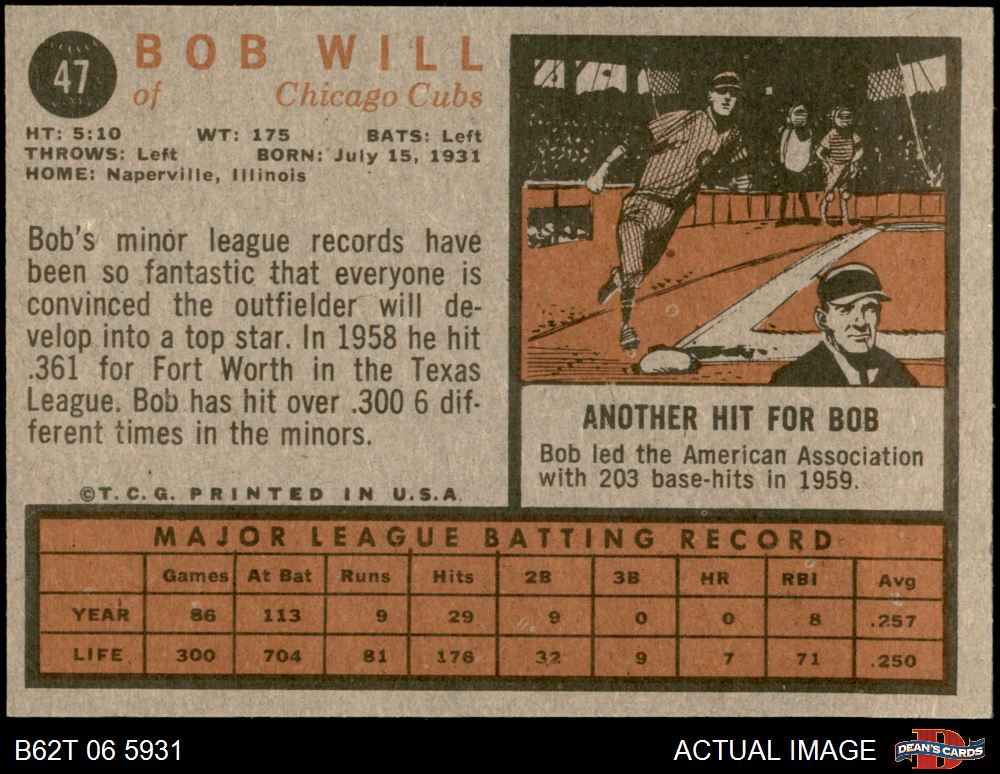 47
BOB WILL
of Chicago Cubs
HT: 5:10 WT: 175 BATS: Left
THROWS: Left BORN: July 15, 1931
HOME: Naperville, Illinois
Bob's minor league records have
been so fantastic that everyone is
convinced the outfielder will de-
velop into a top star. In 1958 he hit
.361 for Fort Worth in the Texas
League. Bob has hit over .300 6 dif-
ferent times in the minors.
©T.C.G. PRINTED IN U.S.A.
ANOTHER HIT FOR BOB
Bob led the American Association
with 203 base-hits in 1959.
MAJOR LEAGUE BATTING RECORD
Games At Bat Runs Hits 2B 3B HR RBI Avg
YEAR 86 113 9 29 9 0 0 8 .257
LIFE 300 704 81 176 32 9 7 71 .250
B62T 06 5931 ACTUAL IMAGE
D
DEAN'S CARDS